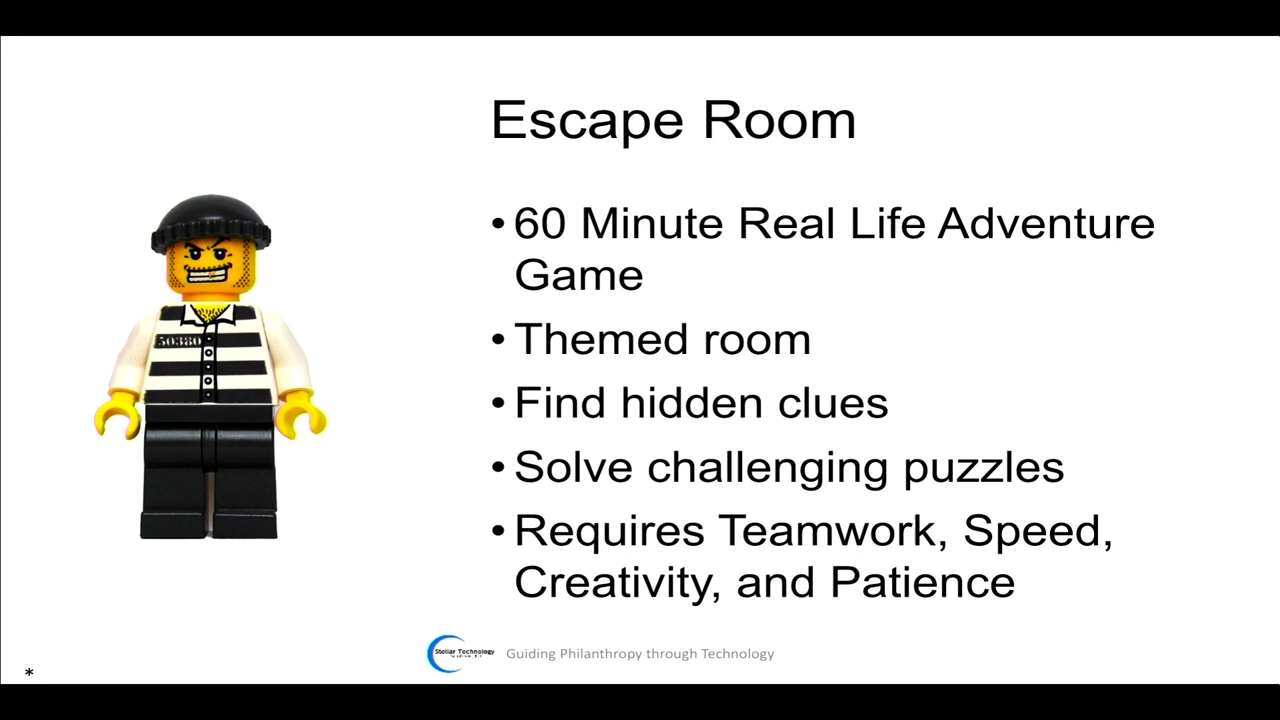 Escape Room
•60 Minute Real Life Adventure
Game
•Themed room
•Find hidden clues
•Solve challenging puzzles
•Requires Teamwork, Speed,
Creativity, and Patience
50380
Stellar Technology
Guiding Philanthropy through Technology
*